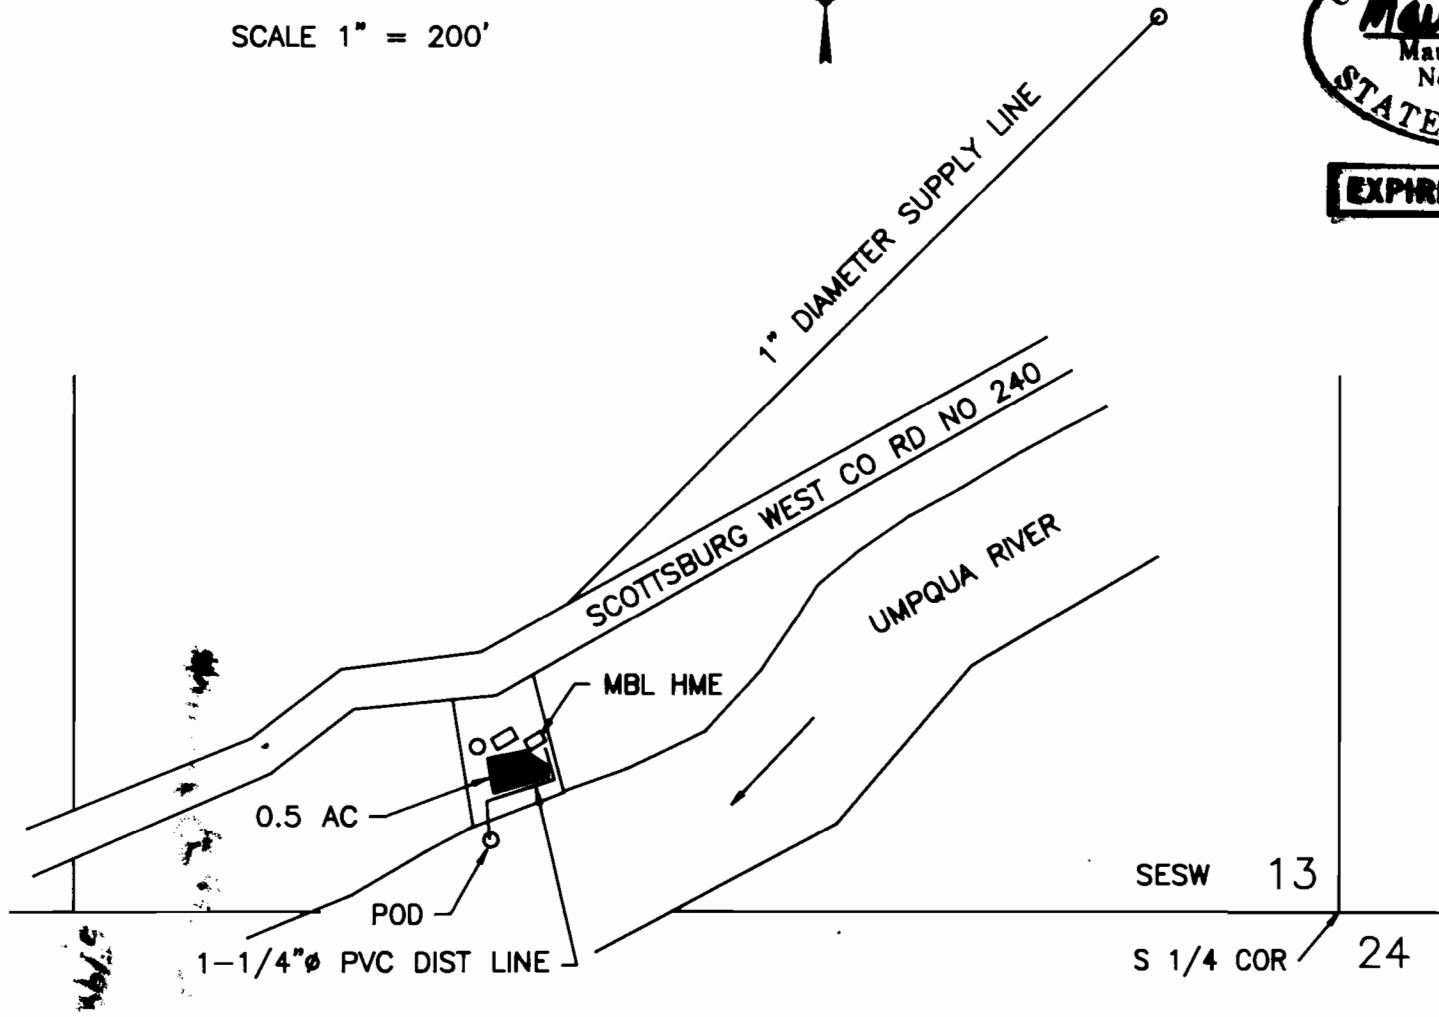 SCALE 1" = 200'
STATE
1" DIAMETER SUPPLY LINE
SCOTTSBURG WEST CO RD NO 240
UMPQUA RIVER
MBL HME
0.5 AC
POD
1-1/4"ø PVC DIST LINE
SESW 13
S 1/4 COR
24